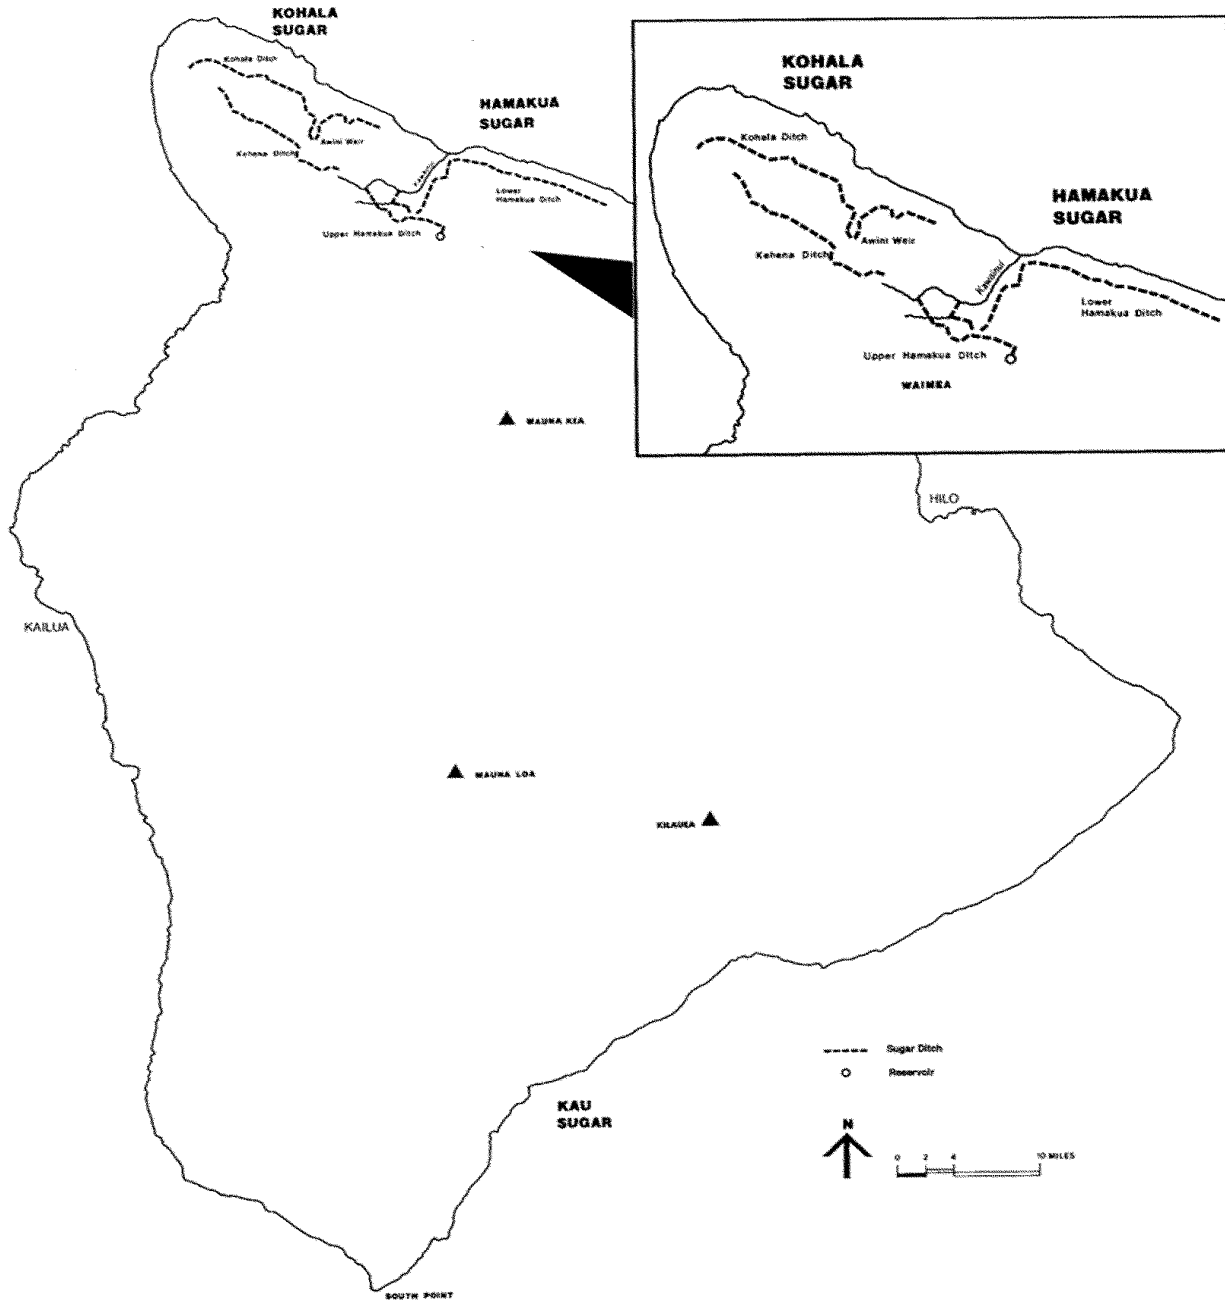 KOHALA
SUGAR
Kohala Ditch
HAMAKUA
SUGAR
Awini Weir
Kehena Ditch
Lower
Hamakua Ditch
Upper Hamakua Ditch
KOHALA
SUGAR
Kohala Ditch
HAMAKUA
SUGAR
Awini Weir
Kehena Ditch
Lower
Hamakua Ditch
Upper Hamakua Ditch
WAIMEA
MAUNA KEA
HILO
KAILUA
MAUNA LOA
KILAUEA
Sugar Ditch
Reservoir
KAU
SUGAR
N
0 2 4 10 MILES
SOUTH POINT